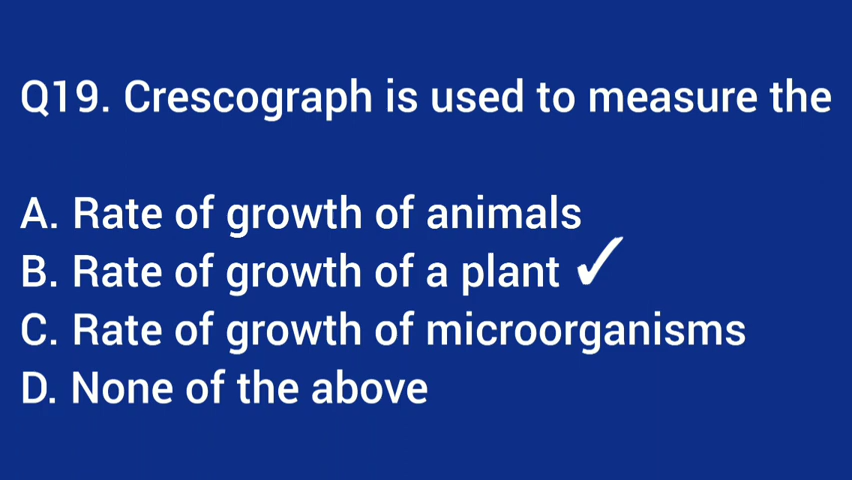 Q19. Crescograph is used to measure the
A. Rate of growth of animals
B. Rate of growth of a plant ✓
C. Rate of growth of microorganisms
D. None of the above